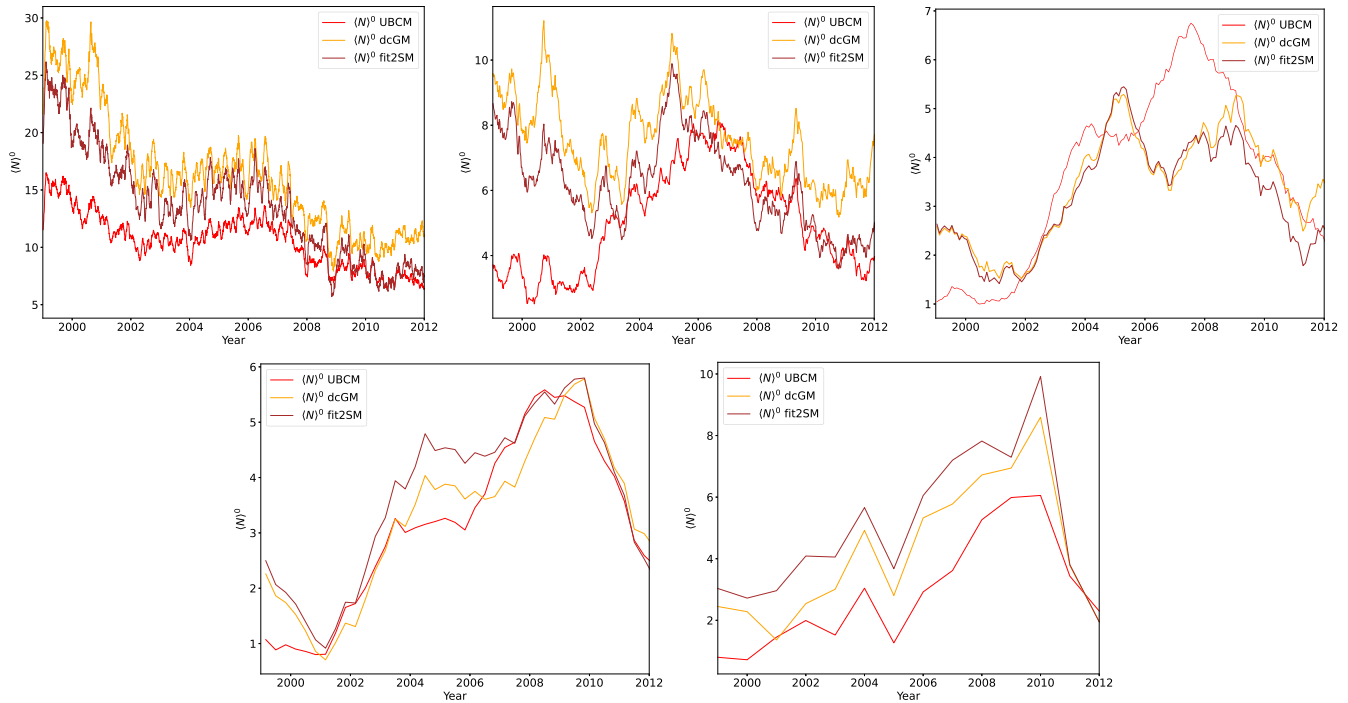 ⟨N⟩⁰ UBCM
⟨N⟩⁰ dcGM
⟨N⟩⁰ fit2SM
30
25
20
15
10
5
⟨N⟩⁰
2000 2002 2004 2006 2008 2010 2012
Year
⟨N⟩⁰ UBCM
⟨N⟩⁰ dcGM
⟨N⟩⁰ fit2SM
10
8
6
4
⟨N⟩⁰
2000 2002 2004 2006 2008 2010 2012
Year
⟨N⟩⁰ UBCM
⟨N⟩⁰ dcGM
⟨N⟩⁰ fit2SM
7
6
5
4
3
2
1
⟨N⟩⁰
2000 2002 2004 2006 2008 2010 2012
Year
⟨N⟩⁰ UBCM
⟨N⟩⁰ dcGM
⟨N⟩⁰ fit2SM
6
5
4
3
2
1
⟨N⟩⁰
2000 2002 2004 2006 2008 2010 2012
Year
⟨N⟩⁰ UBCM
⟨N⟩⁰ dcGM
⟨N⟩⁰ fit2SM
10
8
6
4
2
⟨N⟩⁰
2000 2002 2004 2006 2008 2010 2012
Year